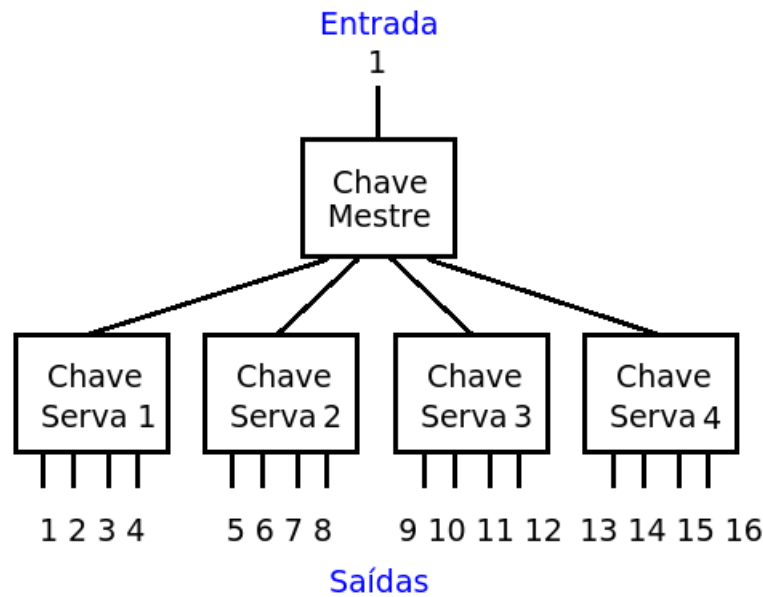 Entrada
1
Chave
Mestre
Chave
Serva 1
Chave
Serva 2
Chave
Serva 3
Chave
Serva 4
1 2 3 4
5 6 7 8
9 10 11 12
13 14 15 16
Saídas